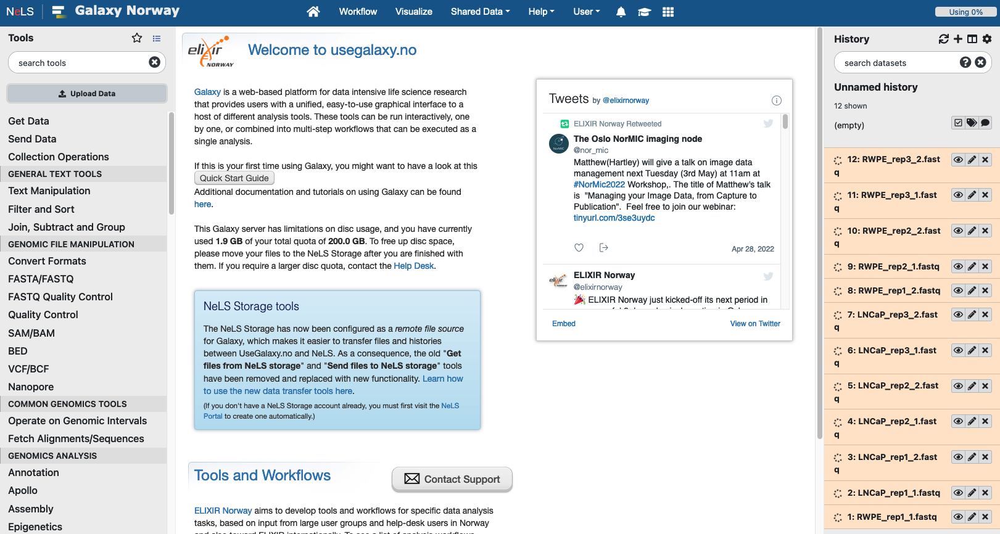 NeLS
Galaxy Norway
Workflow
Visualize
Shared Data
Help
User
Using 0%
Tools
search tools
Upload Data
Get Data
Send Data
Collection Operations
GENERAL TEXT TOOLS
Text Manipulation
Filter and Sort
Join, Subtract and Group
GENOMIC FILE MANIPULATION
Convert Formats
FASTA/FASTQ
FASTQ Quality Control
Quality Control
SAM/BAM
BED
VCF/BCF
Nanopore
COMMON GENOMICS TOOLS
Operate on Genomic Intervals
Fetch Alignments/Sequences
GENOMICS ANALYSIS
Annotation
Apollo
Assembly
Epigenetics
elixir
NORWAY
Welcome to usegalaxy.no
Galaxy is a web-based platform for data intensive life science research
that provides users with a unified, easy-to-use graphical interface to a
host of different analysis tools. These tools can be run interactively, one
by one, or combined into multi-step workflows that can be executed as a
single analysis.
If this is your first time using Galaxy, you might want to have a look at this
Quick Start Guide
Additional documentation and tutorials on using Galaxy can be found
here.
This Galaxy server has limitations on disc usage, and you have currently
used 1.9 GB of your total quota of 200.0 GB. To free up disc space,
please move your files to the NeLS Storage after you are finished with
them. If you require a larger disc quota, contact the Help Desk.
NeLS Storage tools
The NeLS Storage has now been configured as a remote file source
for Galaxy, which makes it easier to transfer files and histories
between UseGalaxy.no and NeLS. As a consequence, the old "Get
files from NeLS storage" and "Send files to NeLS storage" tools
have been removed and replaced with new functionality. Learn how
to use the new data transfer tools here.
(If you don't have a NeLS Storage account already, you must first visit the NeLS
Portal to create one automatically.)
Tools and Workflows
Contact Support
ELIXIR Norway aims to develop tools and workflows for specific data analysis
tasks, based on input from large user groups and help-desk users in Norway
Tweets by @elixirnorway
ELIXIR Norway Retweeted
NorMIC
The Oslo NorMIC imaging node
@nor_mic
Matthew(Hartley) will give a talk on image data
management next Tuesday (3rd May) at 11am at
#NorMic2022 Workshop,. The title of Matthew's talk
is "Managing your Image Data, from Capture to
Publication". Feel free to join our webinar:
tinyurl.com/3se3uydc
Apr 28, 2022
elixir
NORWAY
ELIXIR Norway
@elixirnorway
ELIXIR Norway just kicked-off its next period in
Embed
View on Twitter
History
search datasets
Unnamed history
12 shown
(empty)
12: RWPE_rep3_2.fast
q
11: RWPE_rep3_1.fast
q
10: RWPE_rep2_2.fast
q
9: RWPE_rep2_1.fastq
8: RWPE_rep1_2.fastq
7: LNCaP_rep3_2.fast
q
6: LNCaP_rep3_1.fast
q
5: LNCaP_rep2_2.fast
q
4: LNCaP_rep2_1.fast
q
3: LNCaP_rep1_2.fast
q
2: LNCaP_rep1_1.fastq
1: RWPE_rep1_1.fastq